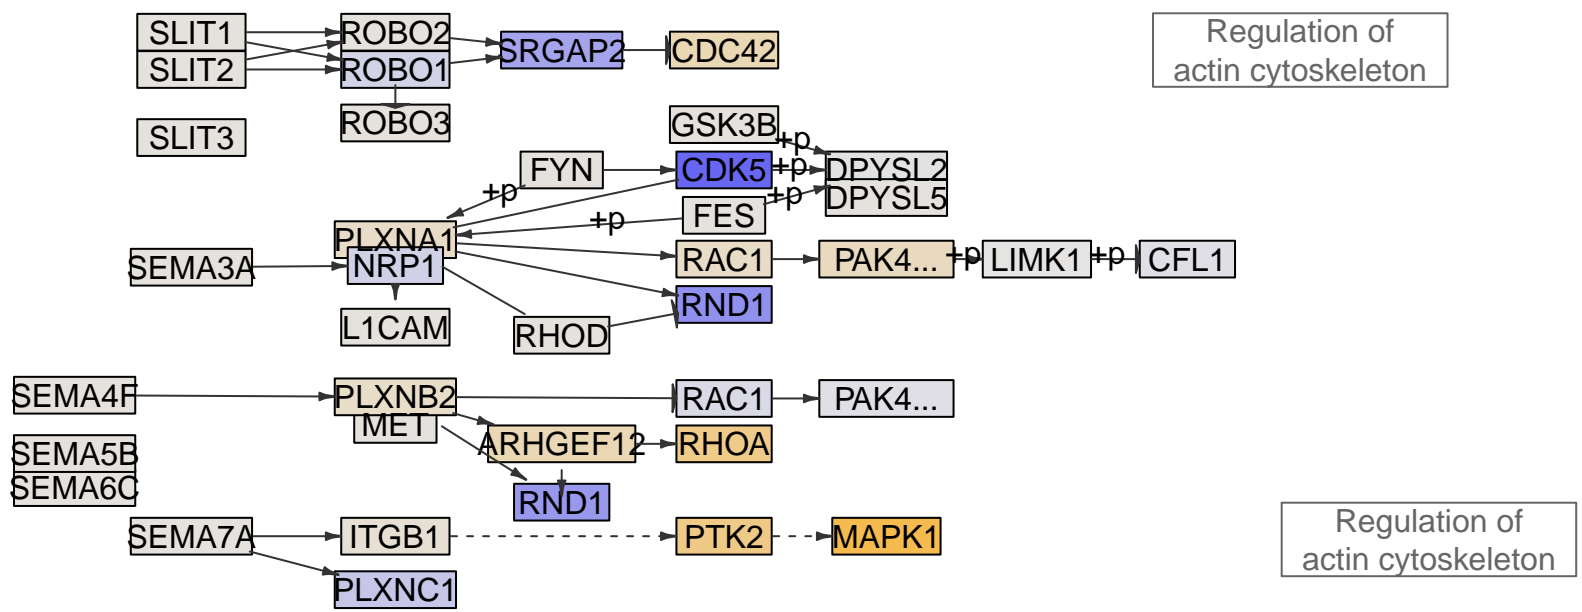 SLIT1
ROBO2
SRGAP2
CDC42
Regulation of
actin cytoskeleton
SLIT2
ROBO1
SLIT3
ROBO3
GSK3B
+p
FYN
CDK5
+p
DPYSL2
+p
DPYSL5
+p
FES
+p
PLXNA1
SEMA3A
NRP1
RAC1
PAK4...
+p
LIMK1
+p
CFL1
RND1
L1CAM
RHOD
SEMA4F
PLXNB2
RAC1
PAK4...
MET
ARHGEF12
RHOA
SEMA5B
SEMA6C
RND1
SEMA7A
ITGB1
PTK2
MAPK1
Regulation of
actin cytoskeleton
PLXNC1